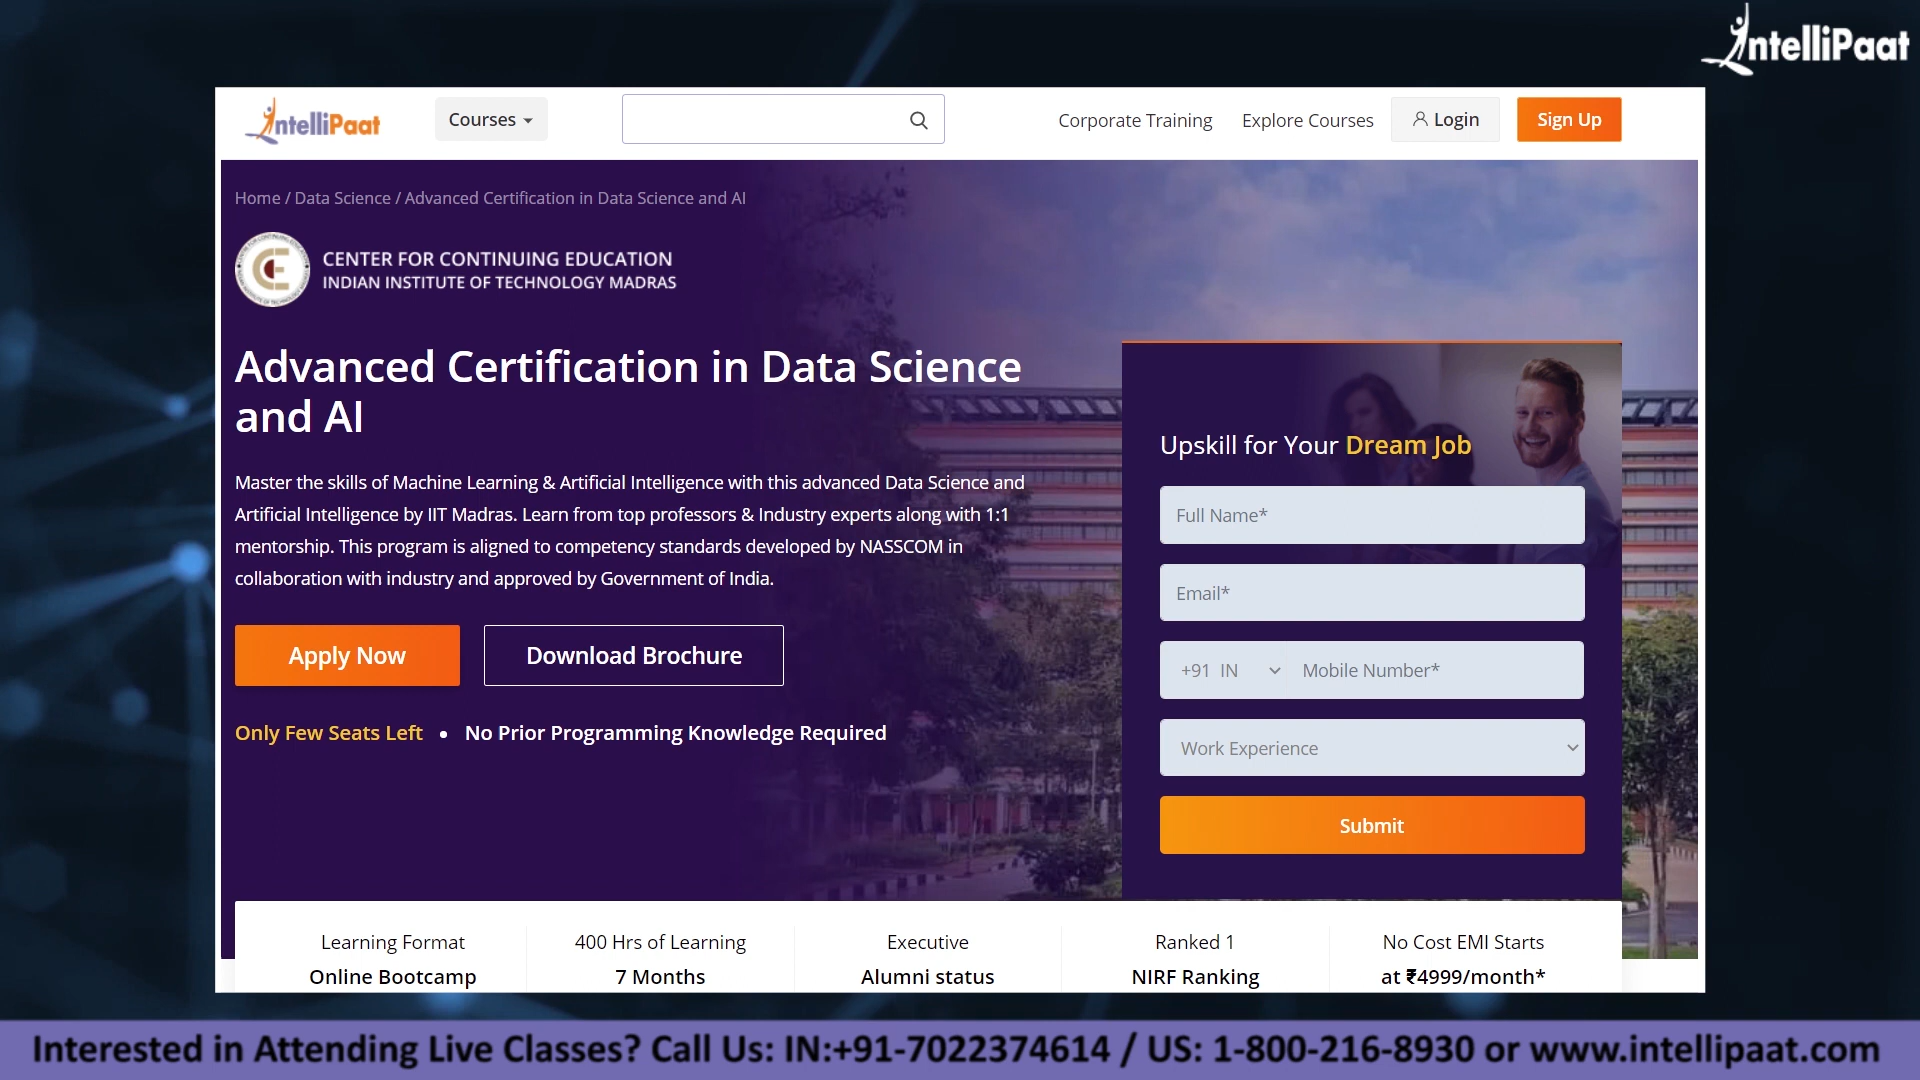 IntelliPaat
IntelliPaat
Courses
Corporate Training
Explore Courses
Login
Sign Up
Home / Data Science / Advanced Certification in Data Science and AI
CENTER FOR CONTINUING EDUCATION
INDIAN INSTITUTE OF TECHNOLOGY MADRAS
Advanced Certification in Data Science
and AI
Master the skills of Machine Learning & Artificial Intelligence with this advanced Data Science and
Artificial Intelligence by IIT Madras. Learn from top professors & Industry experts along with 1:1
mentorship. This program is aligned to competency standards developed by NASSCOM in
collaboration with industry and approved by Government of India.
Apply Now
Download Brochure
Only Few Seats Left • No Prior Programming Knowledge Required
Upskill for Your Dream Job
Full Name*
Email*
+91 IN Mobile Number*
Work Experience
Submit
Learning Format
Online Bootcamp
400 Hrs of Learning
7 Months
Executive
Alumni status
Ranked 1
NIRF Ranking
No Cost EMI Starts
at ₹4999/month*
Interested in Attending Live Classes? Call Us: IN:+91-7022374614 / US: 1-800-216-8930 or www.intellipaat.com